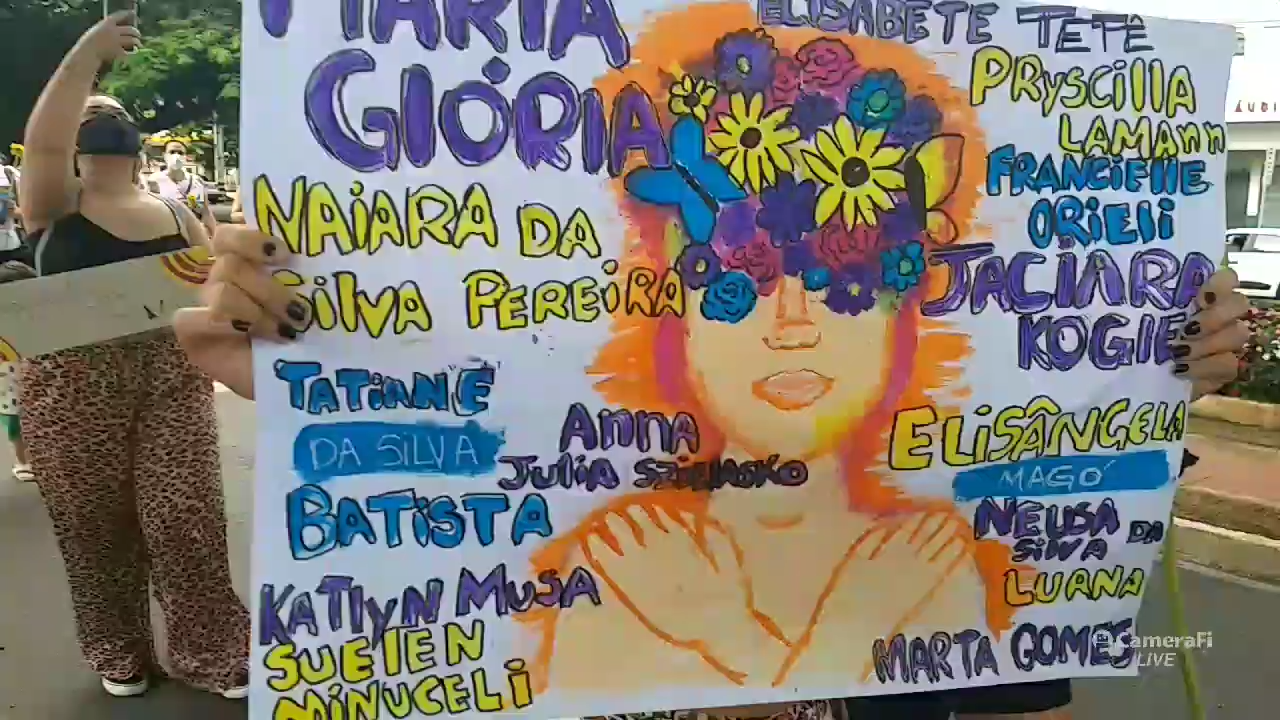 MARIA
GLÓRIA
NAIARA DA
SILVA PEREIRA
TATIANE
DA SILVA
BATISTA
KATLYN MUSA
SUELEN
MINUCELI
ANNA
JULIA
ELISABETE TETÊ
PRYSCILLA
LAMANN
FRANCIELLE
ORIELI
JACIARA
KOGIE
ELISÂNGELA
MAGÓ
NEUSA DA
SILVA
LUANA
MARTA GOMES
CameraFi
LIVE